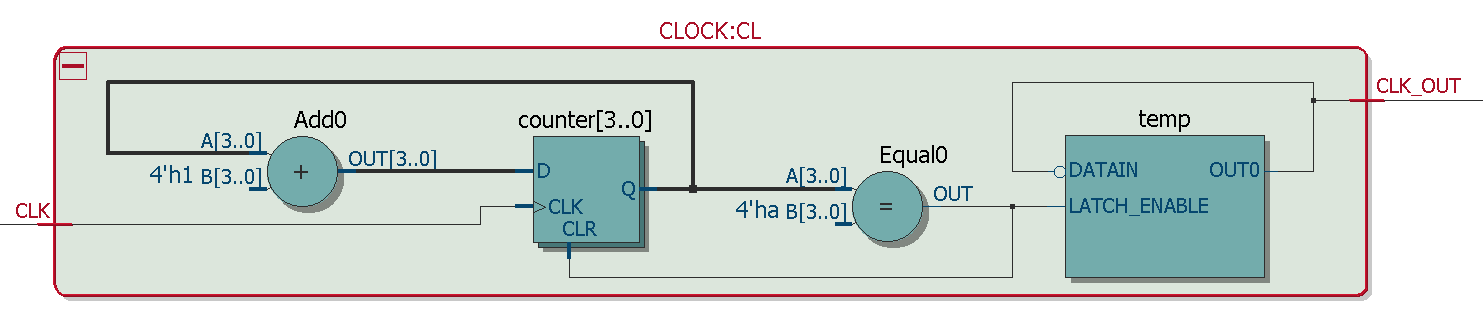 CLOCK:CL
CLK_OUT
Add0
counter[3..0]
temp
A[3..0]
4'h1 B[3..0]
+
OUT[3..0]
D
Q
CLK
CLR
Equal0
A[3..0]
4'ha B[3..0]
=
OUT
DATAIN
OUT0
LATCH_ENABLE
CLK